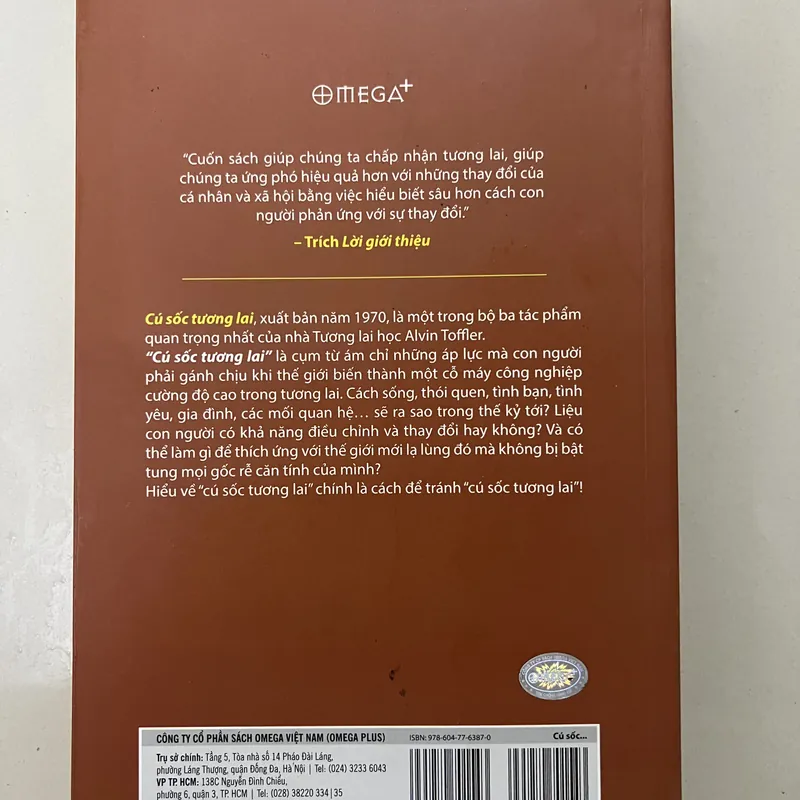 OMEGA+
“Cuốn sách giúp chúng ta chấp nhận tương lai, giúp
chúng ta ứng phó hiệu quả hơn với những thay đổi của
cá nhân và xã hội bằng việc hiểu biết sâu hơn cách con
người phản ứng với sự thay đổi.”
– Trích Lời giới thiệu
Cú sốc tương lai, xuất bản năm 1970, là một trong bộ ba tác phẩm
quan trọng nhất của nhà Tương lai học Alvin Toffler.
“Cú sốc tương lai” là cụm từ ám chỉ những áp lực mà con người
phải gánh chịu khi thế giới biến thành một cỗ máy công nghiệp
cường độ cao trong tương lai. Cách sống, thói quen, tình bạn, tình
yêu, gia đình, các mối quan hệ… sẽ ra sao trong thế kỷ tới? Liệu
con người có khả năng điều chỉnh và thay đổi hay không? Và có
thể làm gì để thích ứng với thế giới mới lạ lùng đó mà không bị bật
tung mọi gốc rễ căn tính của mình?
Hiểu về “cú sốc tương lai” chính là cách để tránh “cú sốc tương lai”!
CÔNG TY CỔ PHẦN SÁCH OMEGA VIỆT NAM (OMEGA PLUS)
ISBN: 978-604-77-6387-0
Cú sốc...
Trụ sở chính: Tầng 5, Tòa nhà số 14 Pháo Đài Láng,
phường Láng Thượng, quận Đống Đa, Hà Nội | Tel: (024) 3233 6043
VP TP. HCM: 138C Nguyễn Đình Chiểu,
phường 6, quận 3, TP. HCM | Tel: (028) 38220 334|35